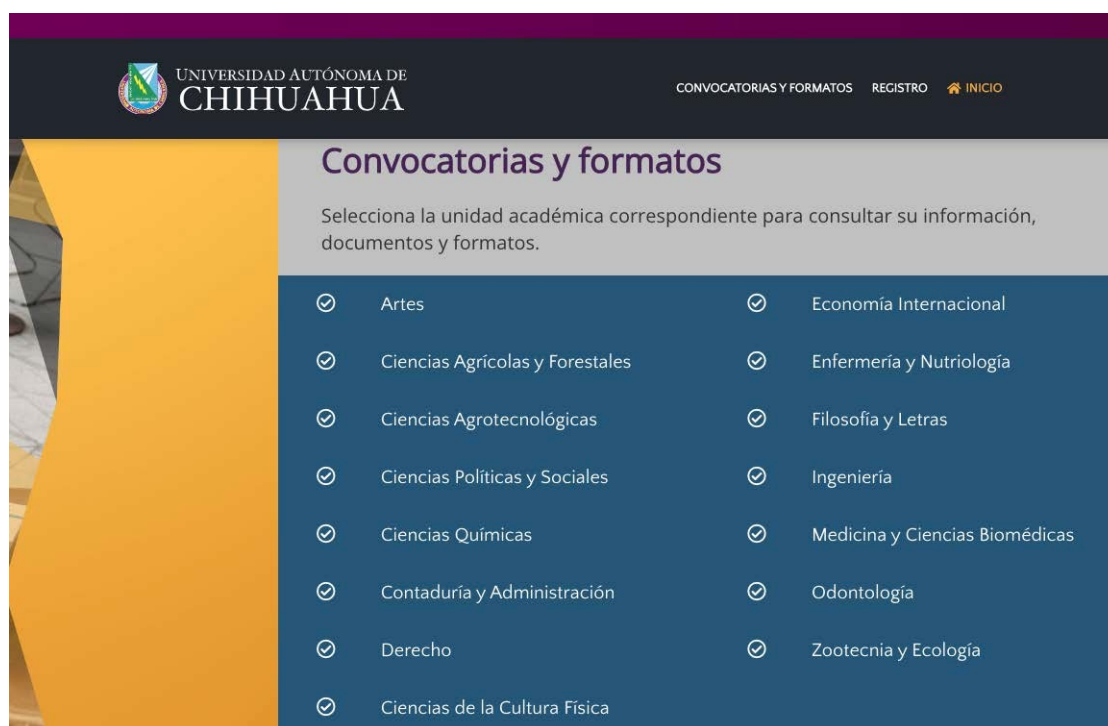 UNIVERSIDAD AUTÓNOMA DE
CHIHUAHUA
CONVOCATORIAS Y FORMATOS REGISTRO INICIO
Convocatorias y formatos
Selecciona la unidad académica correspondiente para consultar su información,
documentos y formatos.
Artes
Ciencias Agrícolas y Forestales
Ciencias Agrotecnológicas
Ciencias Políticas y Sociales
Ciencias Químicas
Contaduría y Administración
Derecho
Ciencias de la Cultura Física
Economía Internacional
Enfermería y Nutriología
Filosofía y Letras
Ingeniería
Medicina y Ciencias Biomédicas
Odontología
Zootecnia y Ecología